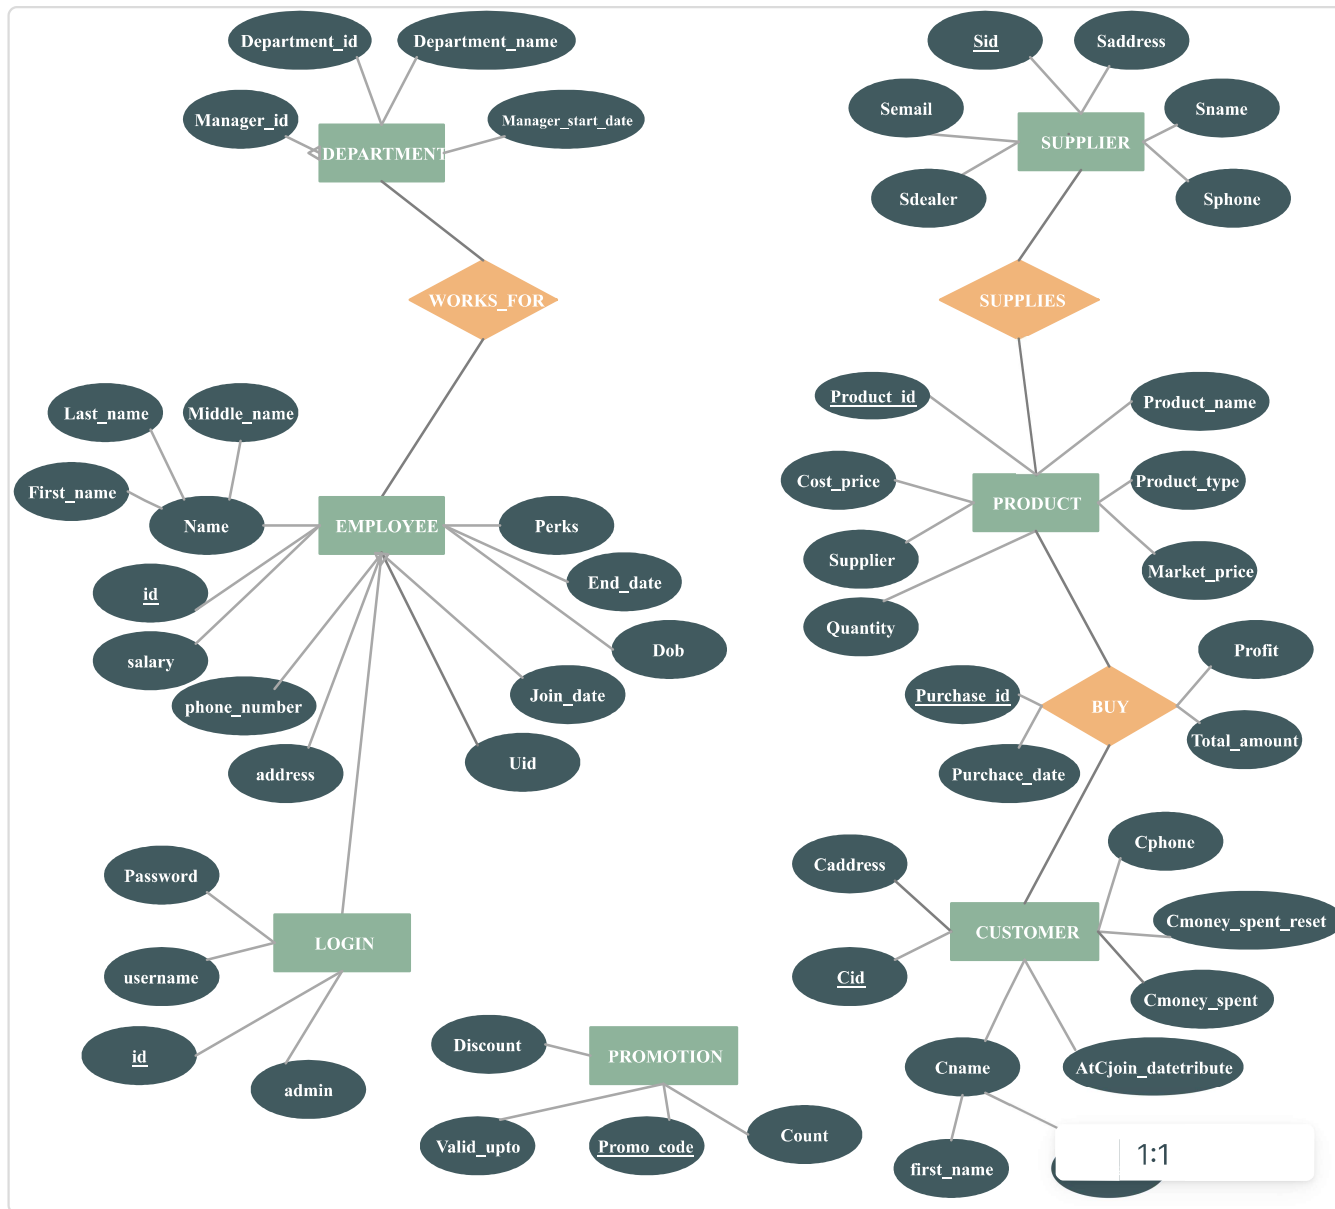 Department_id
Department_name
Manager_id
Manager_start_date
DEPARTMENT
WORKS_FOR
Sid
Saddress
Semail
Sname
SUPPLIER
Sdealer
Sphone
SUPPLIES
Last_name
Middle_name
First_name
Name
EMPLOYEE
Perks
id
End_date
salary
Dob
phone_number
Join_date
address
Uid
Product_id
Product_name
Cost_price
Product_type
PRODUCT
Supplier
Market_price
Quantity
Profit
Purchase_id
BUY
Total_amount
Purchace_date
Password
LOGIN
username
id
admin
Cphone
Caddress
Cmoney_spent_reset
CUSTOMER
Cid
Cmoney_spent
Discount
PROMOTION
Cname
AtCjoin_datetribute
Valid_upto
Promo_code
Count
first_name
1:1